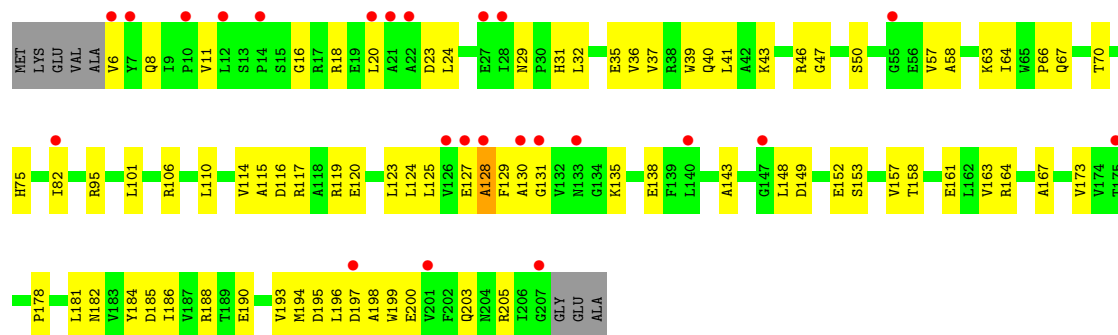 MET LYS GLU VAL ALA V6 Y7 Q8 I9 P10 V11 L12 S13 P14 S15 G16 R17 R18 E19 L20 A21 A22 D23 L24 E27 I28 N29 P30 H31 L32 E35 V36 V37 R38 W39 Q40 L41 A42 K43 R46 G47 S50 G55 E56 V57 A58 K63 I64 W65 P66 Q67 T70
H75 I82 R95 L101 R106 L110 V114 A115 D116 R117 A118 R119 E120 L123 L124 L125 V126 E127 A128 F129 A130 G131 V132 N133 G134 K135 E138 F139 L140 A143 G147 L148 D149 E152 S153 V157 T158 E161 L162 V163 R164 A167 V173 V174 T175
P178 L181 N182 V183 Y184 D185 I186 V187 R188 T189 E190 V193 M194 D195 L196 D197 A198 W199 E200 V201 F202 Q203 N204 R205 I206 G207 GLY GLU ALA